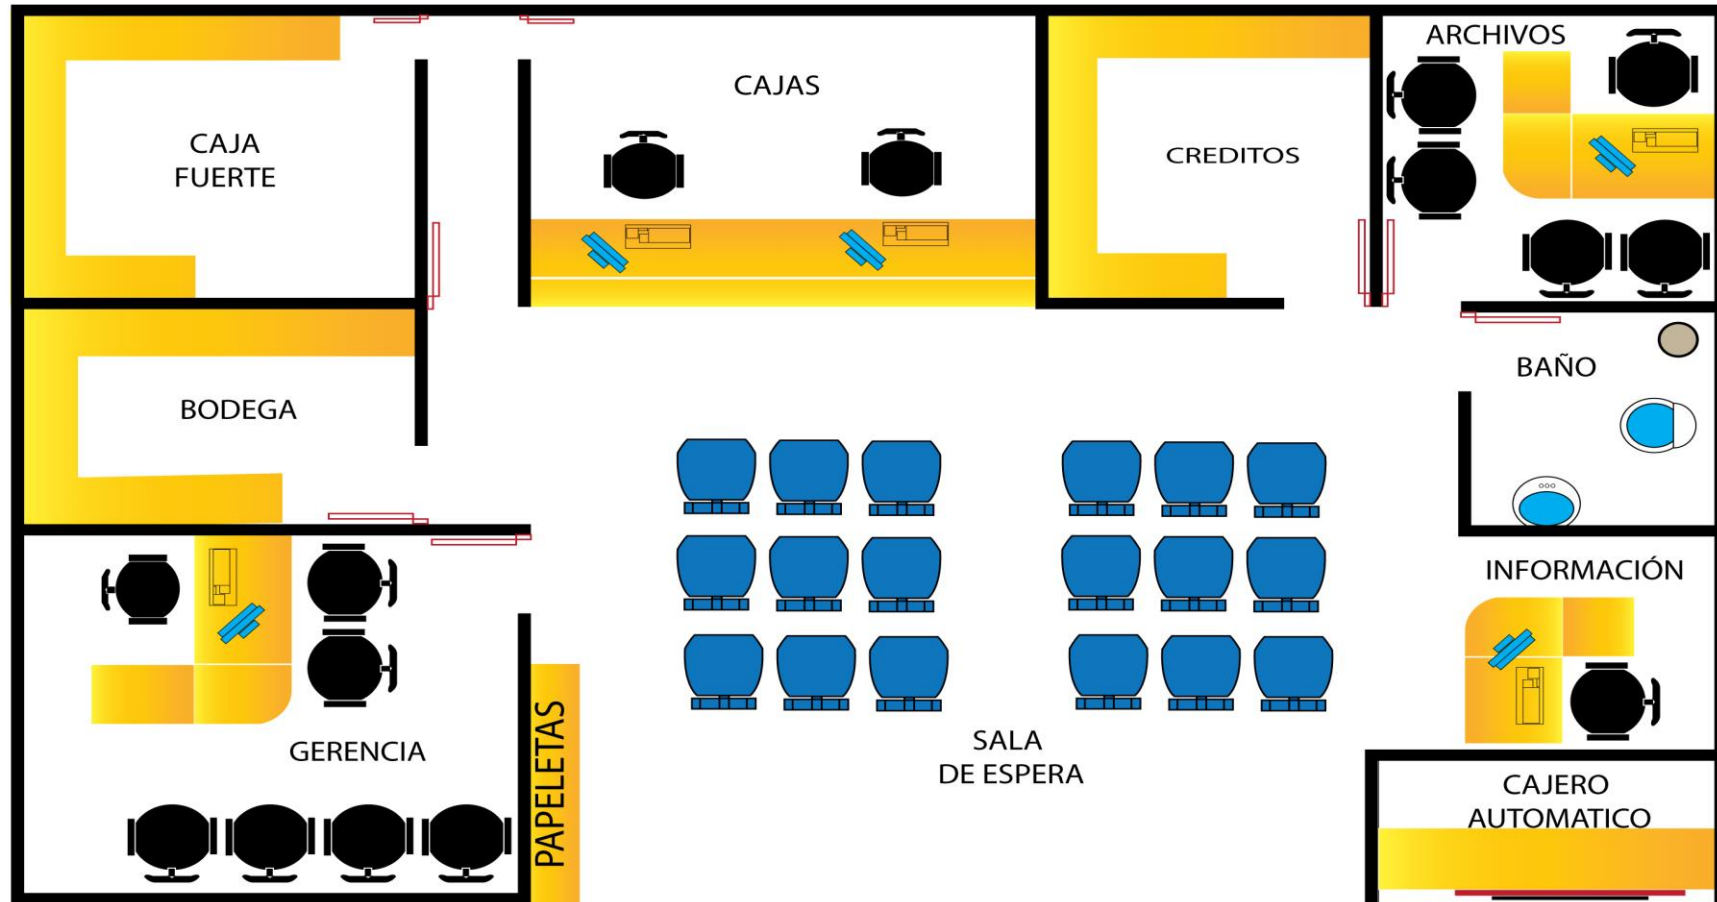 ARCHIVOS
CAJAS
CAJA
FUERTE
CREDITOS
BAÑO
BODEGA
INFORMACIÓN
GERENCIA
PAPELETAS
SALA
DE ESPERA
CAJERO
AUTOMATICO